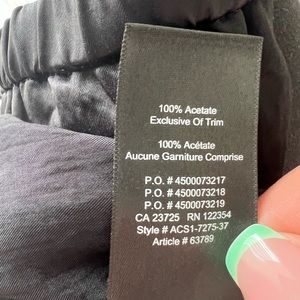 100% Acetate
Exclusive Of Trim
100% Acétate
Aucune Garniture Comprise
P.O. # 4500073217
P.O. # 4500073218
P.O. # 4500073219
CA 23725 RN 122354
Style # ACS1-7275-37
Article # 63789